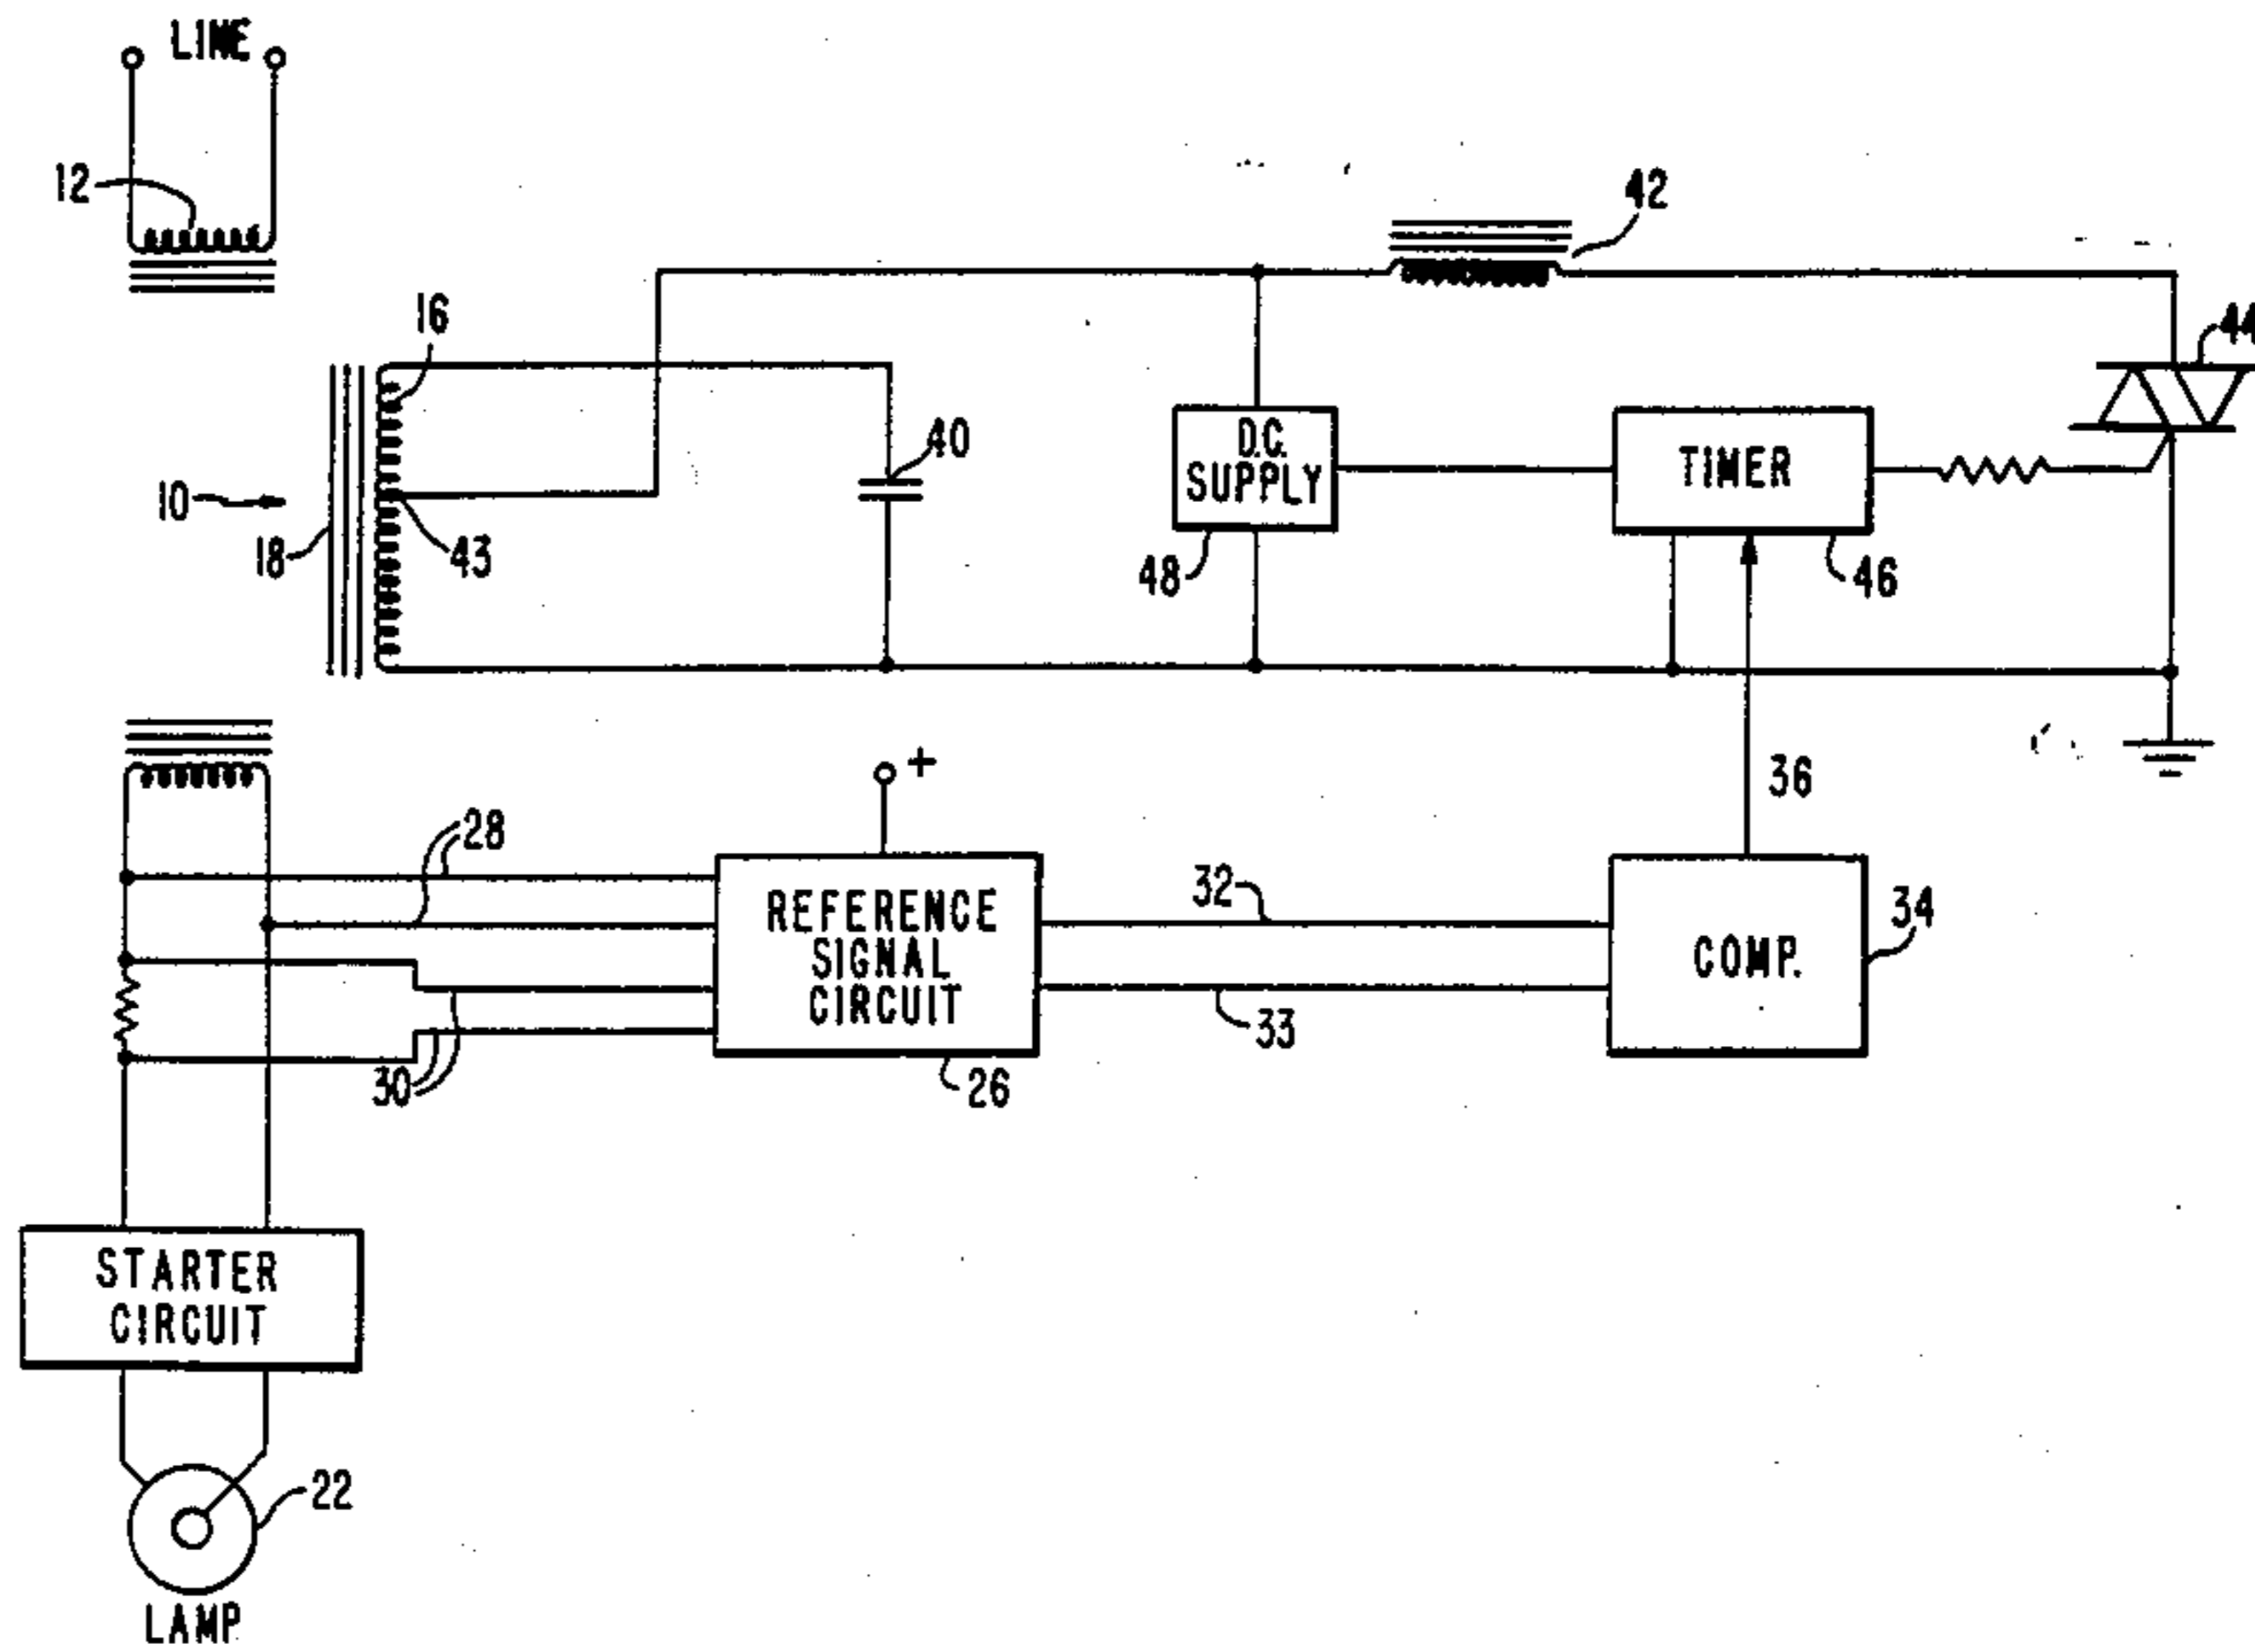 LINE
12
42
16
44
40
D.C.
SUPPLY
TIMER
10
18
43
48
46
+
36
28
REFERENCE
SIGNAL
CIRCUIT
32
34
COMP.
33
30
26
STARTER
CIRCUIT
22
LAMP